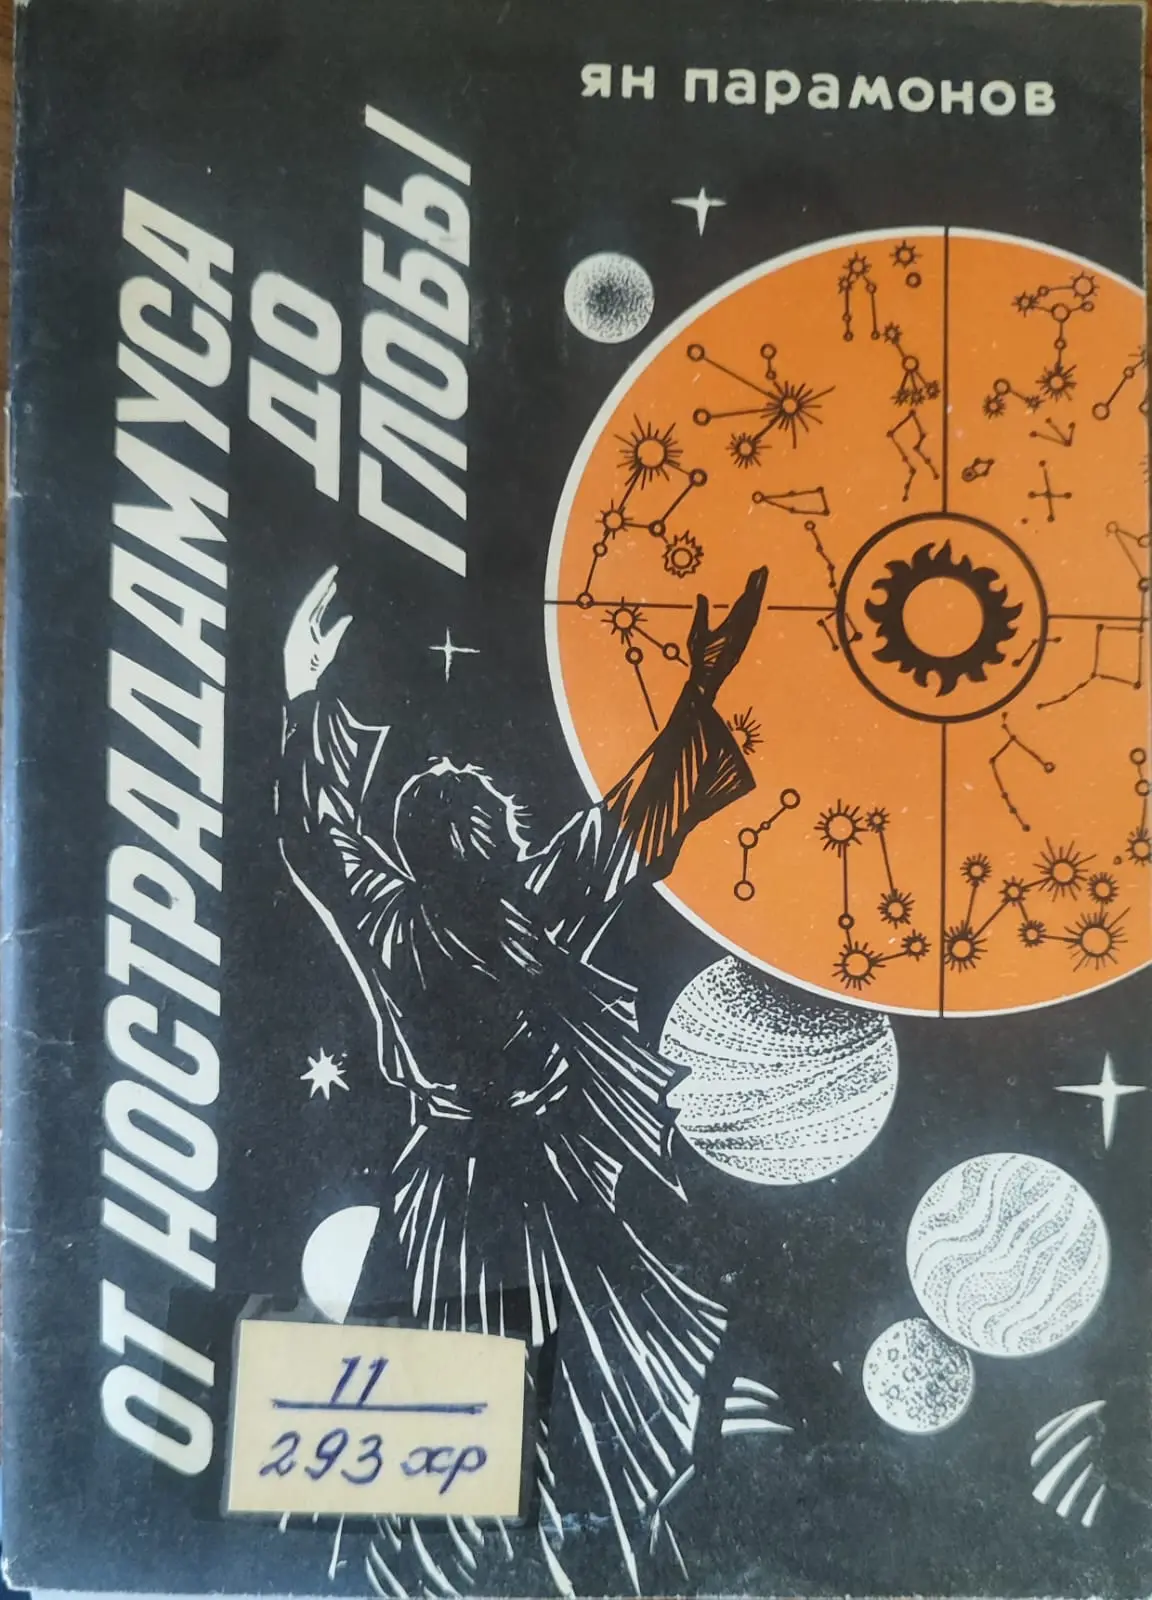 ян парамонов
ОТ НОСТРАДАМУСА
ДО
ГЛОБЫ
11
293 хр